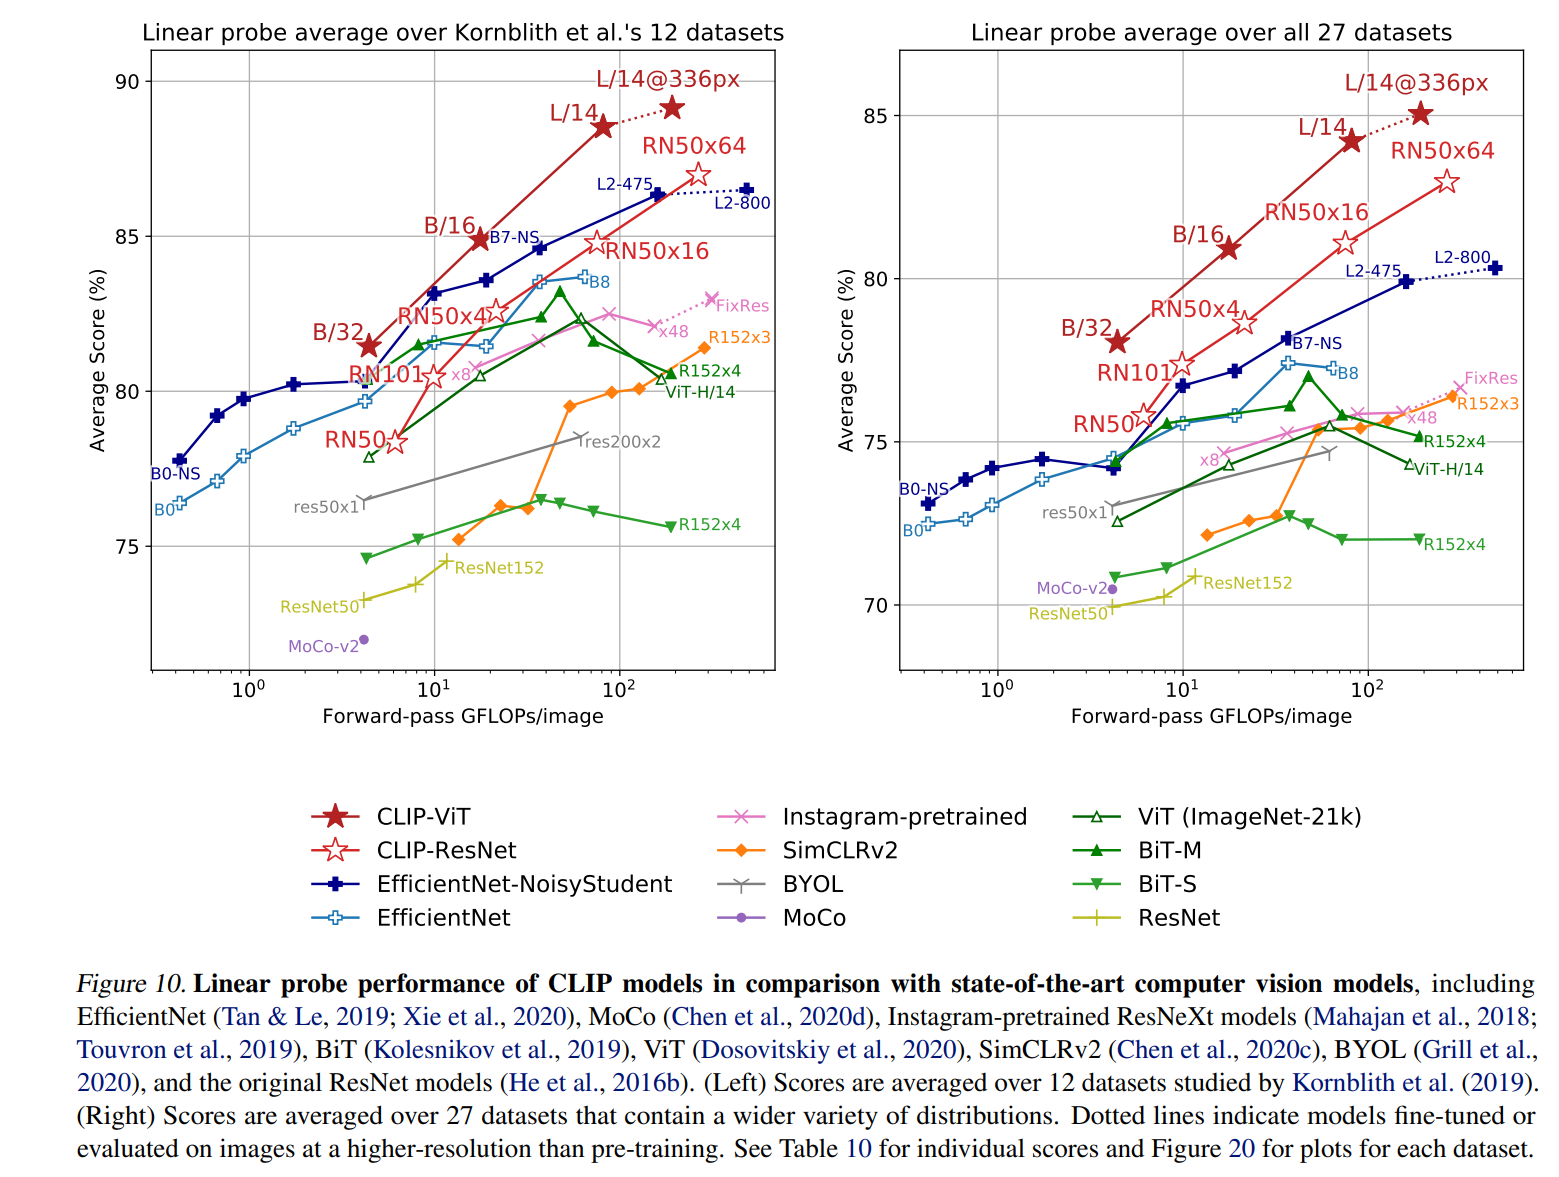 Linear probe average over Kornblith et al.'s 12 datasets
90
85
80
75
Average Score (%)
L/14@336px
L/14
RN50x64
L2-475
L2-800
B/16
B7-NS
RN50x16
B8
RN50x4
FixRes
B/32
x48
R152x3
RN101
x8
R152x4
ViT-H/14
RN50
res200x2
B0-NS
res50x1
B0
R152x4
ResNet152
ResNet50
MoCo-v2
10⁰
10¹
10²
Forward-pass GFLOPs/image
Linear probe average over all 27 datasets
85
80
75
70
Average Score (%)
L/14@336px
L/14
RN50x64
RN50x16
B/16
L2-800
L2-475
RN50x4
B/32
B7-NS
RN101
B8
FixRes
R152x3
RN50
x48
R152x4
x8
ViT-H/14
B0-NS
res50x1
B0
R152x4
MoCo-v2
ResNet152
ResNet50
10⁰
10¹
10²
Forward-pass GFLOPs/image
CLIP-ViT
CLIP-ResNet
EfficientNet-NoisyStudent
EfficientNet
Instagram-pretrained
SimCLRv2
BYOL
MoCo
ViT (ImageNet-21k)
BiT-M
BiT-S
ResNet
Figure 10. Linear probe performance of CLIP models in comparison with state-of-the-art computer vision models, including
EfficientNet (Tan & Le, 2019; Xie et al., 2020), MoCo (Chen et al., 2020d), Instagram-pretrained ResNeXt models (Mahajan et al., 2018;
Touvron et al., 2019), BiT (Kolesnikov et al., 2019), ViT (Dosovitskiy et al., 2020), SimCLRv2 (Chen et al., 2020c), BYOL (Grill et al.,
2020), and the original ResNet models (He et al., 2016b). (Left) Scores are averaged over 12 datasets studied by Kornblith et al. (2019).
(Right) Scores are averaged over 27 datasets that contain a wider variety of distributions. Dotted lines indicate models fine-tuned or
evaluated on images at a higher-resolution than pre-training. See Table 10 for individual scores and Figure 20 for plots for each dataset.